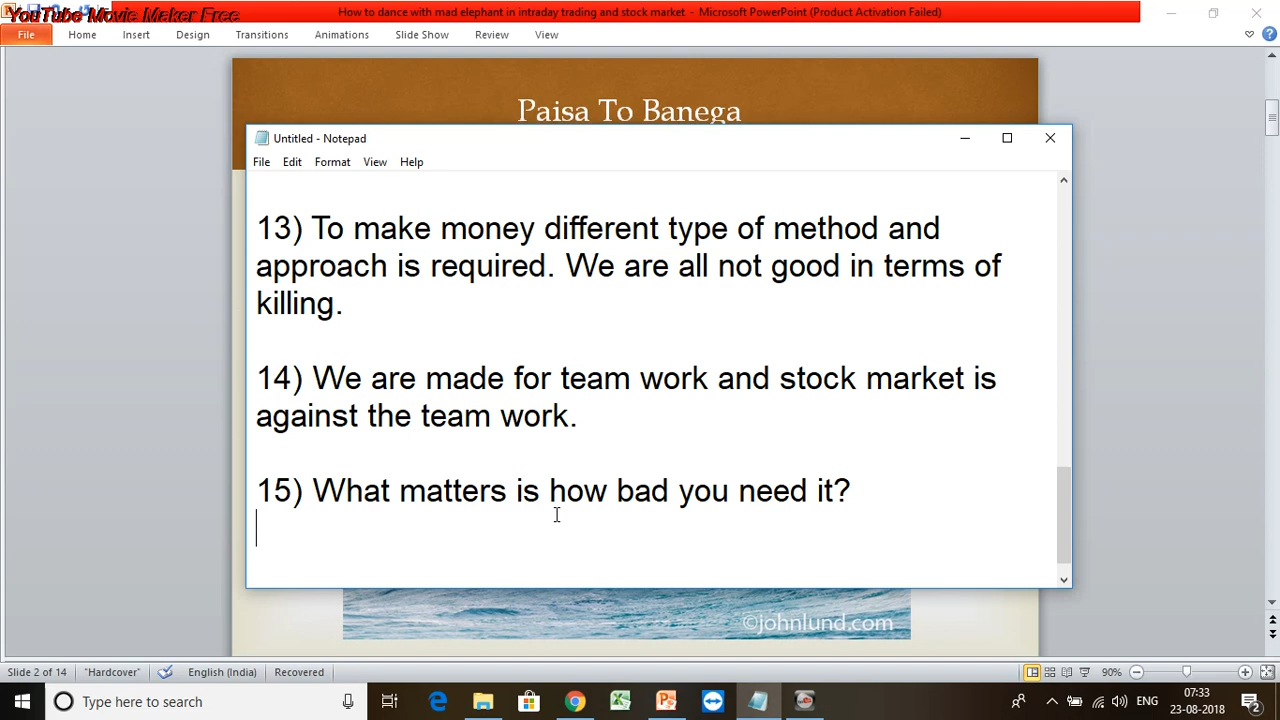 YouTube Movie Maker Free
How to dance with mad elephant in intraday trading and stock market - Microsoft PowerPoint (Product Activation Failed)
File Home Insert Design Transitions Animations Slide Show Review View
Paisa To Banega
Untitled - Notepad
File Edit Format View Help
13) To make money different type of method and
approach is required. We are all not good in terms of
killing.
14) We are made for team work and stock market is
against the team work.
15) What matters is how bad you need it?
©johnlund.com
Slide 2 of 14 "Hardcover" English (India) Recovered 90%
Type here to search ENG 07:33
23-08-2018 2